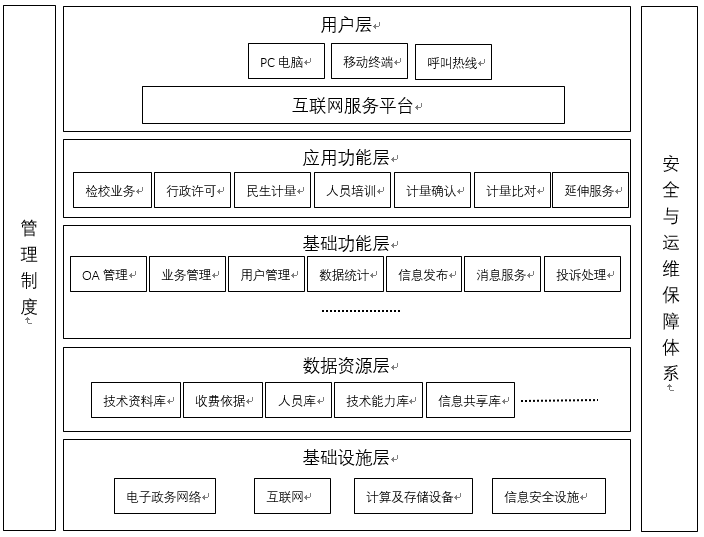 管理制度
用户层
PC 电脑
移动终端
呼叫热线
互联网服务平台
应用功能层
检校业务
行政许可
民生计量
人员培训
计量确认
计量比对
延伸服务
基础功能层
OA 管理
业务管理
用户管理
数据统计
信息发布
消息服务
投诉处理
数据资源层
技术资料库
收费依据
人员库
技术能力库
信息共享库
基础设施层
电子政务网络
互联网
计算及存储设备
信息安全设施
安全与运维保障体系